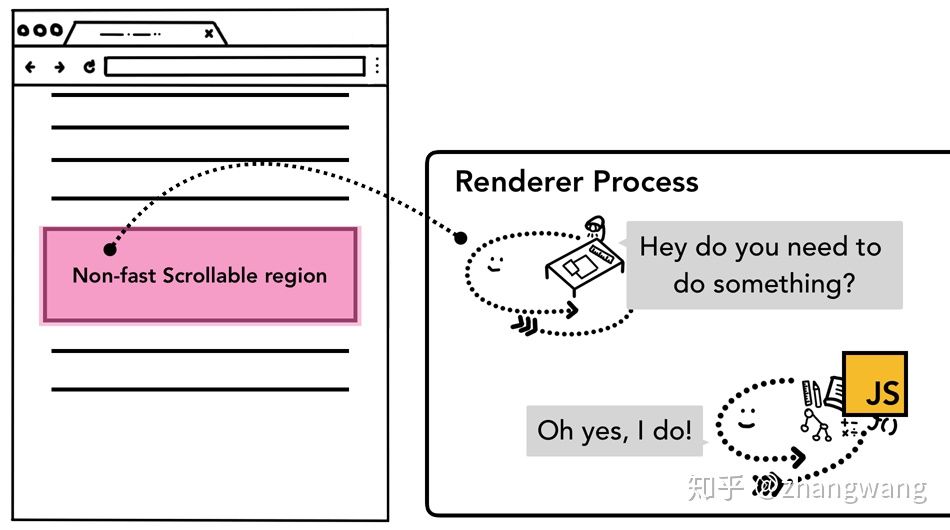 Renderer Process
Non-fast Scrollable region
Hey do you need to
do something?
JS
Oh yes, I do!
知乎 @zhangwang